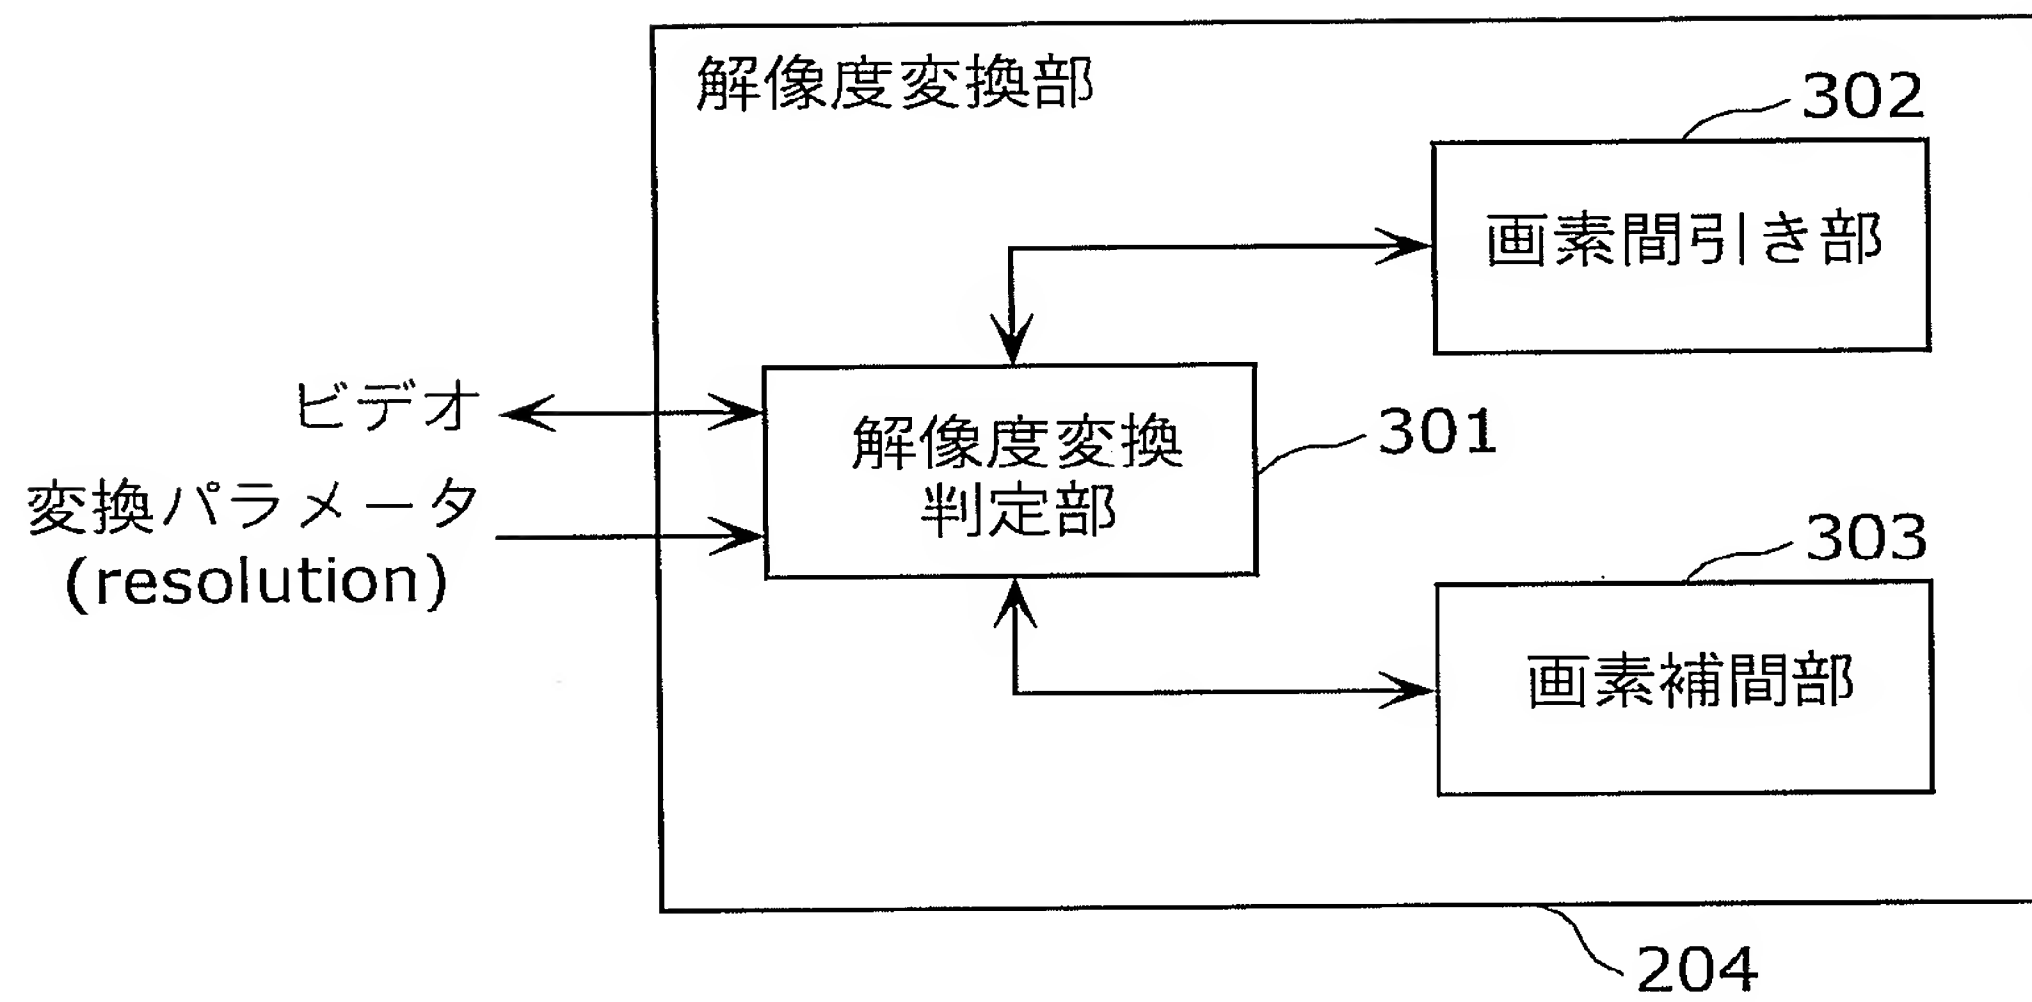 解像度変換部
302
画素間引き部
ビデオ
変換パラメータ
(resolution)
解像度変換
判定部
301
303
画素補間部
204